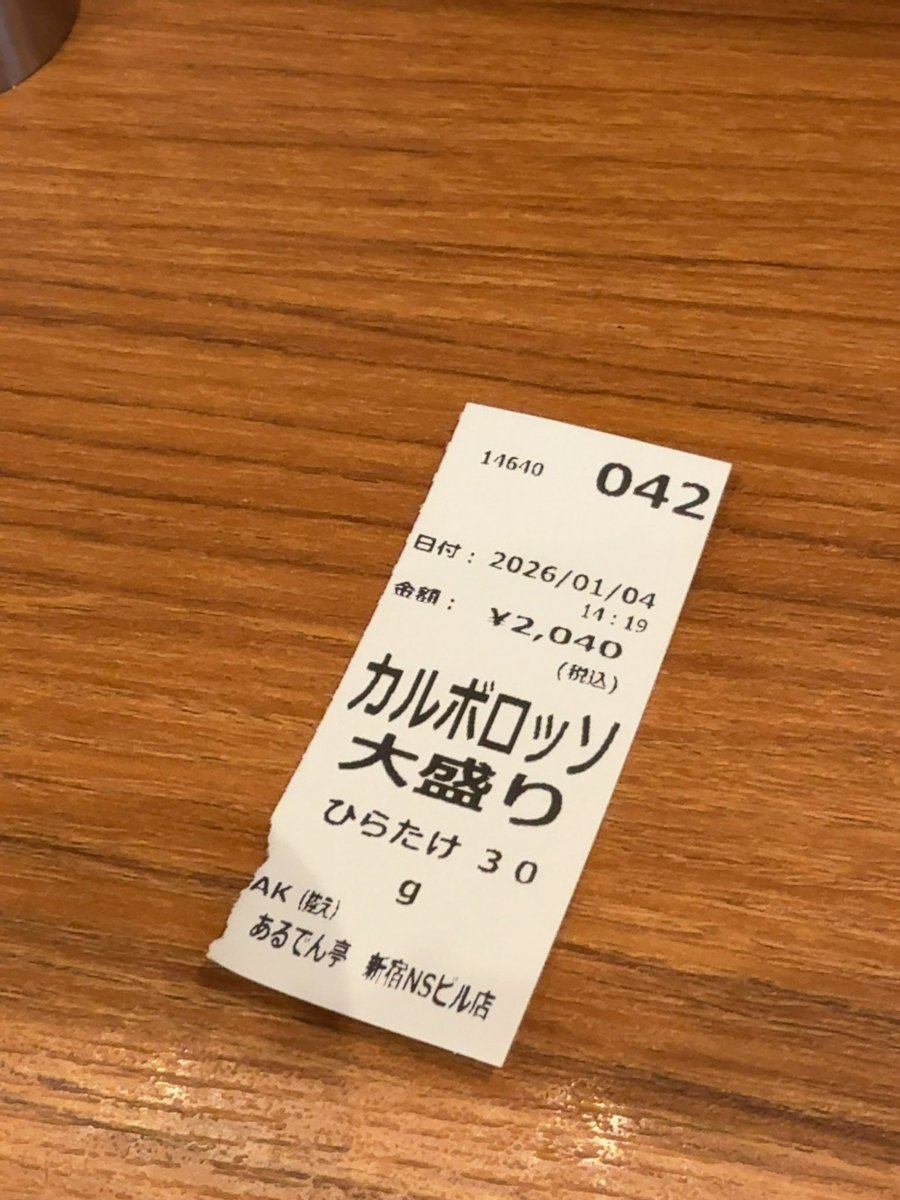 14640 042
日付： 2026/01/04
14：19
金額： ¥2,040
(税込)
カルボロッソ
大盛り
ひらたけ ３０
ｇ
AK (控え)
あるでん亭 新宿NSビル店